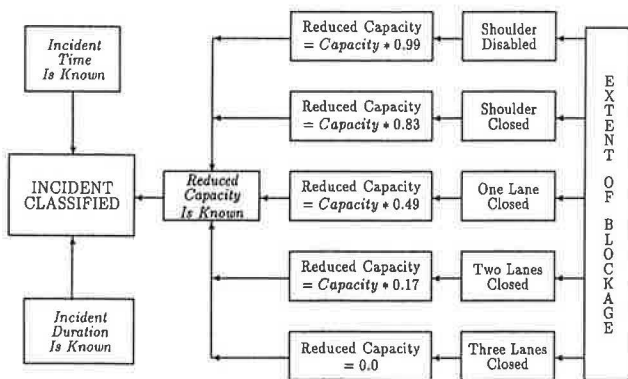 Incident
Time
Is Known
INCIDENT
CLASSIFIED
Incident
Duration
Is Known
Reduced
Capacity
Is Known
Reduced Capacity
= Capacity * 0.99
Shoulder
Disabled
Reduced Capacity
= Capacity * 0.83
Shoulder
Closed
Reduced Capacity
= Capacity * 0.49
One Lane
Closed
Reduced Capacity
= Capacity * 0.17
Two Lanes
Closed
Reduced Capacity
= 0.0
Three Lanes
Closed
EXTENT OF BLOCKAGE